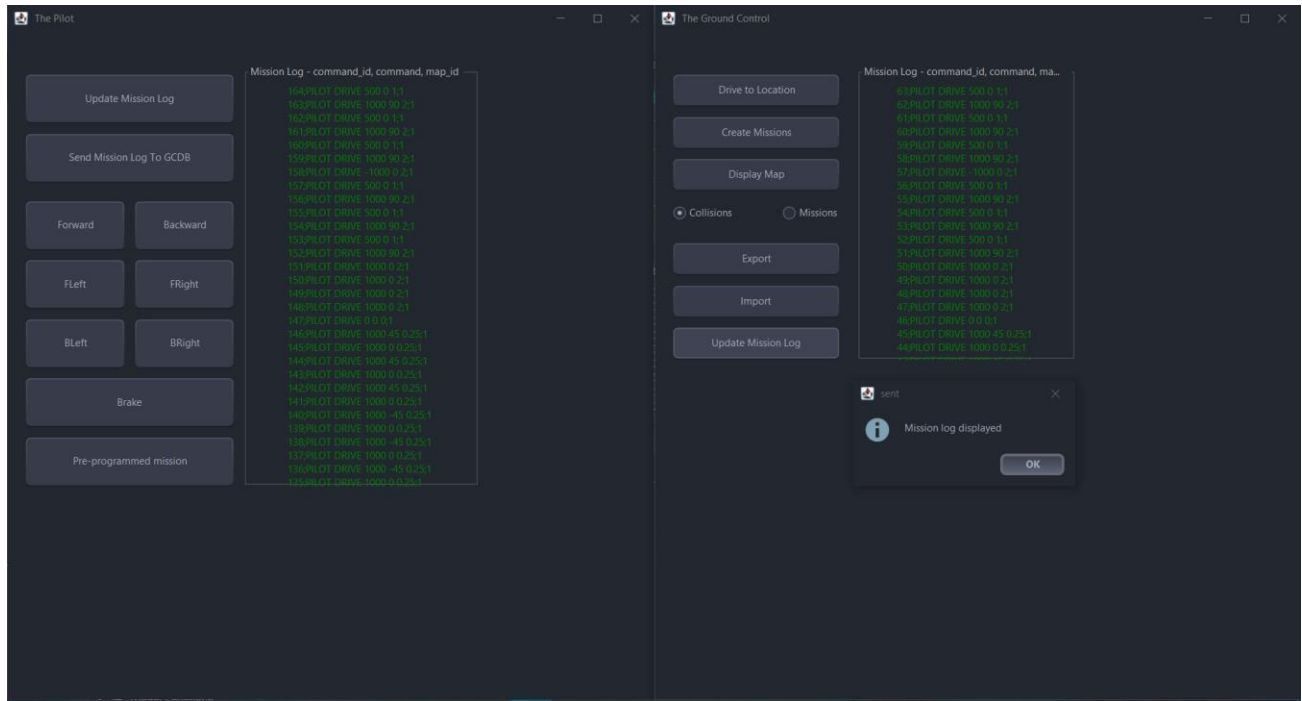 The Pilot
Update Mission Log
Send Mission Log To GCDB
Forward
Backward
FLeft
FRight
BLeft
BRight
Brake
Pre-programmed mission
Mission Log - command_id, command, map_id
164;PILOT DRIVE 500 0 1;1
163;PILOT DRIVE 1000 90 2;1
162;PILOT DRIVE 500 0 1;1
161;PILOT DRIVE 1000 90 2;1
160;PILOT DRIVE 500 0 1;1
159;PILOT DRIVE 1000 90 2;1
158;PILOT DRIVE -1000 0 2;1
157;PILOT DRIVE 500 0 1;1
156;PILOT DRIVE 1000 90 2;1
155;PILOT DRIVE 500 0 1;1
154;PILOT DRIVE 1000 90 2;1
153;PILOT DRIVE 500 0 1;1
152;PILOT DRIVE 1000 90 2;1
151;PILOT DRIVE 1000 0 2;1
150;PILOT DRIVE 1000 0 2;1
149;PILOT DRIVE 1000 0 2;1
148;PILOT DRIVE 1000 0 2;1
147;PILOT DRIVE 0 0 0;1
146;PILOT DRIVE 1000 45 0.25;1
145;PILOT DRIVE 1000 0 0.25;1
144;PILOT DRIVE 1000 45 0.25;1
143;PILOT DRIVE 1000 0 0.25;1
142;PILOT DRIVE 1000 45 0.25;1
141;PILOT DRIVE 1000 0 0.25;1
140;PILOT DRIVE 1000 -45 0.25;1
139;PILOT DRIVE 1000 0 0.25;1
138;PILOT DRIVE 1000 -45 0.25;1
137;PILOT DRIVE 1000 0 0.25;1
136;PILOT DRIVE 1000 -45 0.25;1
135;PILOT DRIVE 1000 0 0.25;1
The Ground Control
Drive to Location
Create Missions
Display Map
Collisions
Missions
Export
Import
Update Mission Log
Mission Log - command_id, command, ma...
63;PILOT DRIVE 500 0 1;1
62;PILOT DRIVE 1000 90 2;1
61;PILOT DRIVE 500 0 1;1
60;PILOT DRIVE 1000 90 2;1
59;PILOT DRIVE 500 0 1;1
58;PILOT DRIVE 1000 90 2;1
57;PILOT DRIVE -1000 0 2;1
56;PILOT DRIVE 500 0 1;1
55;PILOT DRIVE 1000 90 2;1
54;PILOT DRIVE 500 0 1;1
53;PILOT DRIVE 1000 90 2;1
52;PILOT DRIVE 500 0 1;1
51;PILOT DRIVE 1000 90 2;1
50;PILOT DRIVE 1000 0 2;1
49;PILOT DRIVE 1000 0 2;1
48;PILOT DRIVE 1000 0 2;1
47;PILOT DRIVE 1000 0 2;1
46;PILOT DRIVE 0 0 0;1
45;PILOT DRIVE 1000 45 0.25;1
44;PILOT DRIVE 1000 0 0.25;1
sent
Mission log displayed
OK